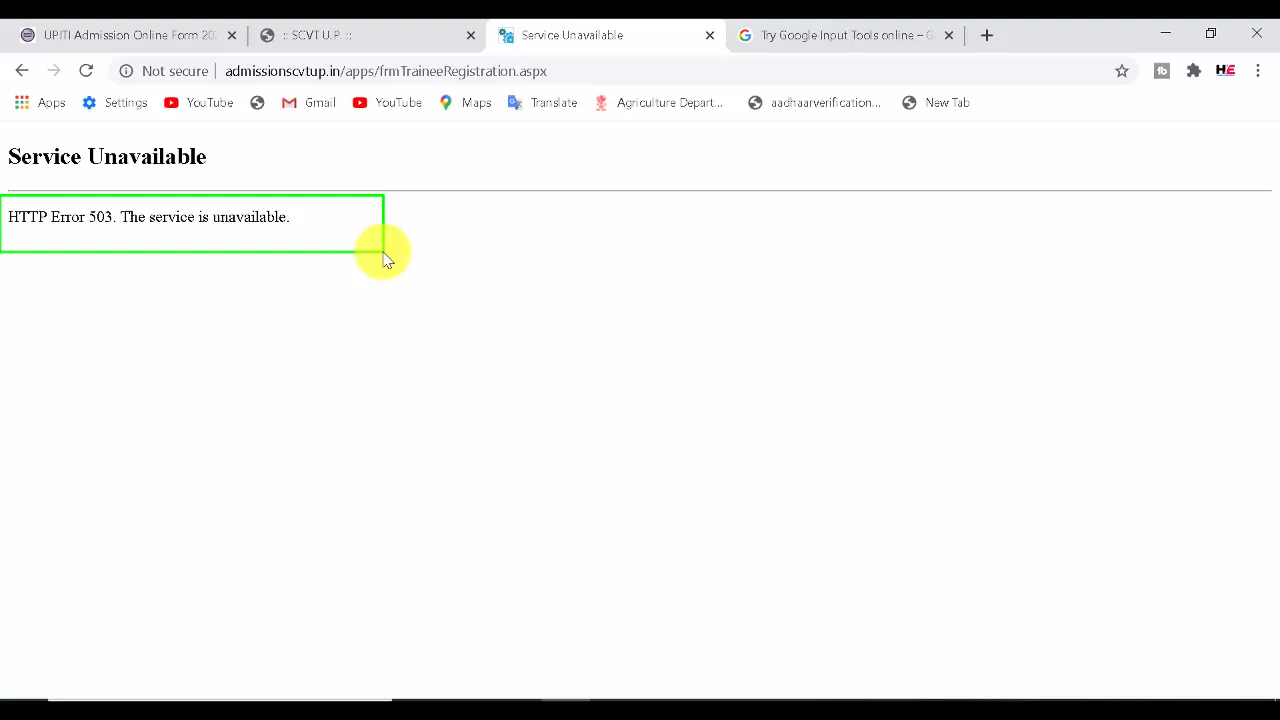 UPITI Admission Online Form 202
:: SCVT U.P. ::
Service Unavailable
Try Google Input Tools online – G
Not secure
admissionscvtup.in/apps/frmTraineeRegistration.aspx
tb
HE
Apps
Settings
YouTube
Gmail
YouTube
Maps
Translate
Agriculture Depart...
aadhaarverification...
New Tab
Service Unavailable
HTTP Error 503. The service is unavailable.